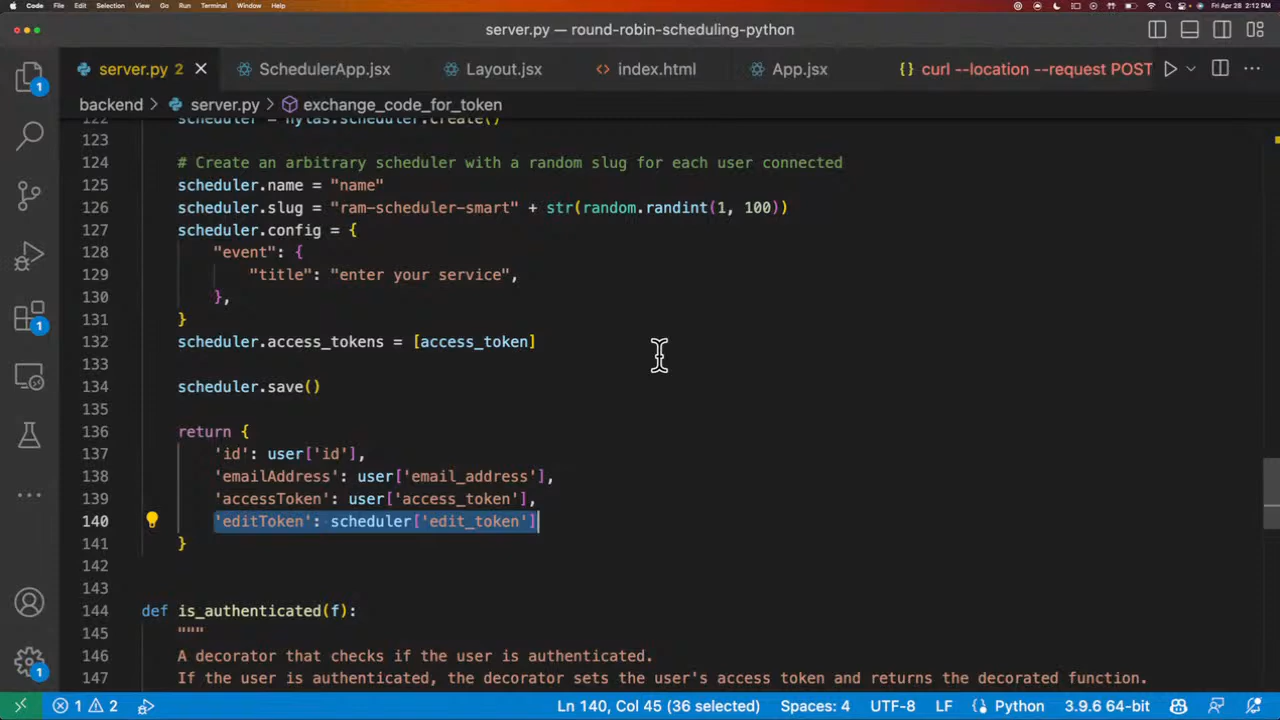 Code File Edit Selection View Go Run Terminal Window Help Fri Apr 28 2:12 PM
server.py — round-robin-scheduling-python
server.py 2 SchedulerApp.jsx Layout.jsx index.html App.jsx {} curl --location --request POST
backend > server.py > exchange_code_for_token
122 scheduler = nylas.scheduler.create()
123
124 # Create an arbitrary scheduler with a random slug for each user connected
125 scheduler.name = "name"
126 scheduler.slug = "ram-scheduler-smart" + str(random.randint(1, 100))
127 scheduler.config = {
128 "event": {
129 "title": "enter your service",
130 },
131 }
132 scheduler.access_tokens = [access_token]
133
134 scheduler.save()
135
136 return {
137 'id': user['id'],
138 'emailAddress': user['email_address'],
139 'accessToken': user['access_token'],
140 'editToken': scheduler['edit_token']
141 }
142
143
144 def is_authenticated(f):
145 """
146 A decorator that checks if the user is authenticated.
147 If the user is authenticated, the decorator sets the user's access token and returns the decorated function.
1 2 Ln 140, Col 45 (36 selected) Spaces: 4 UTF-8 LF Python 3.9.6 64-bit